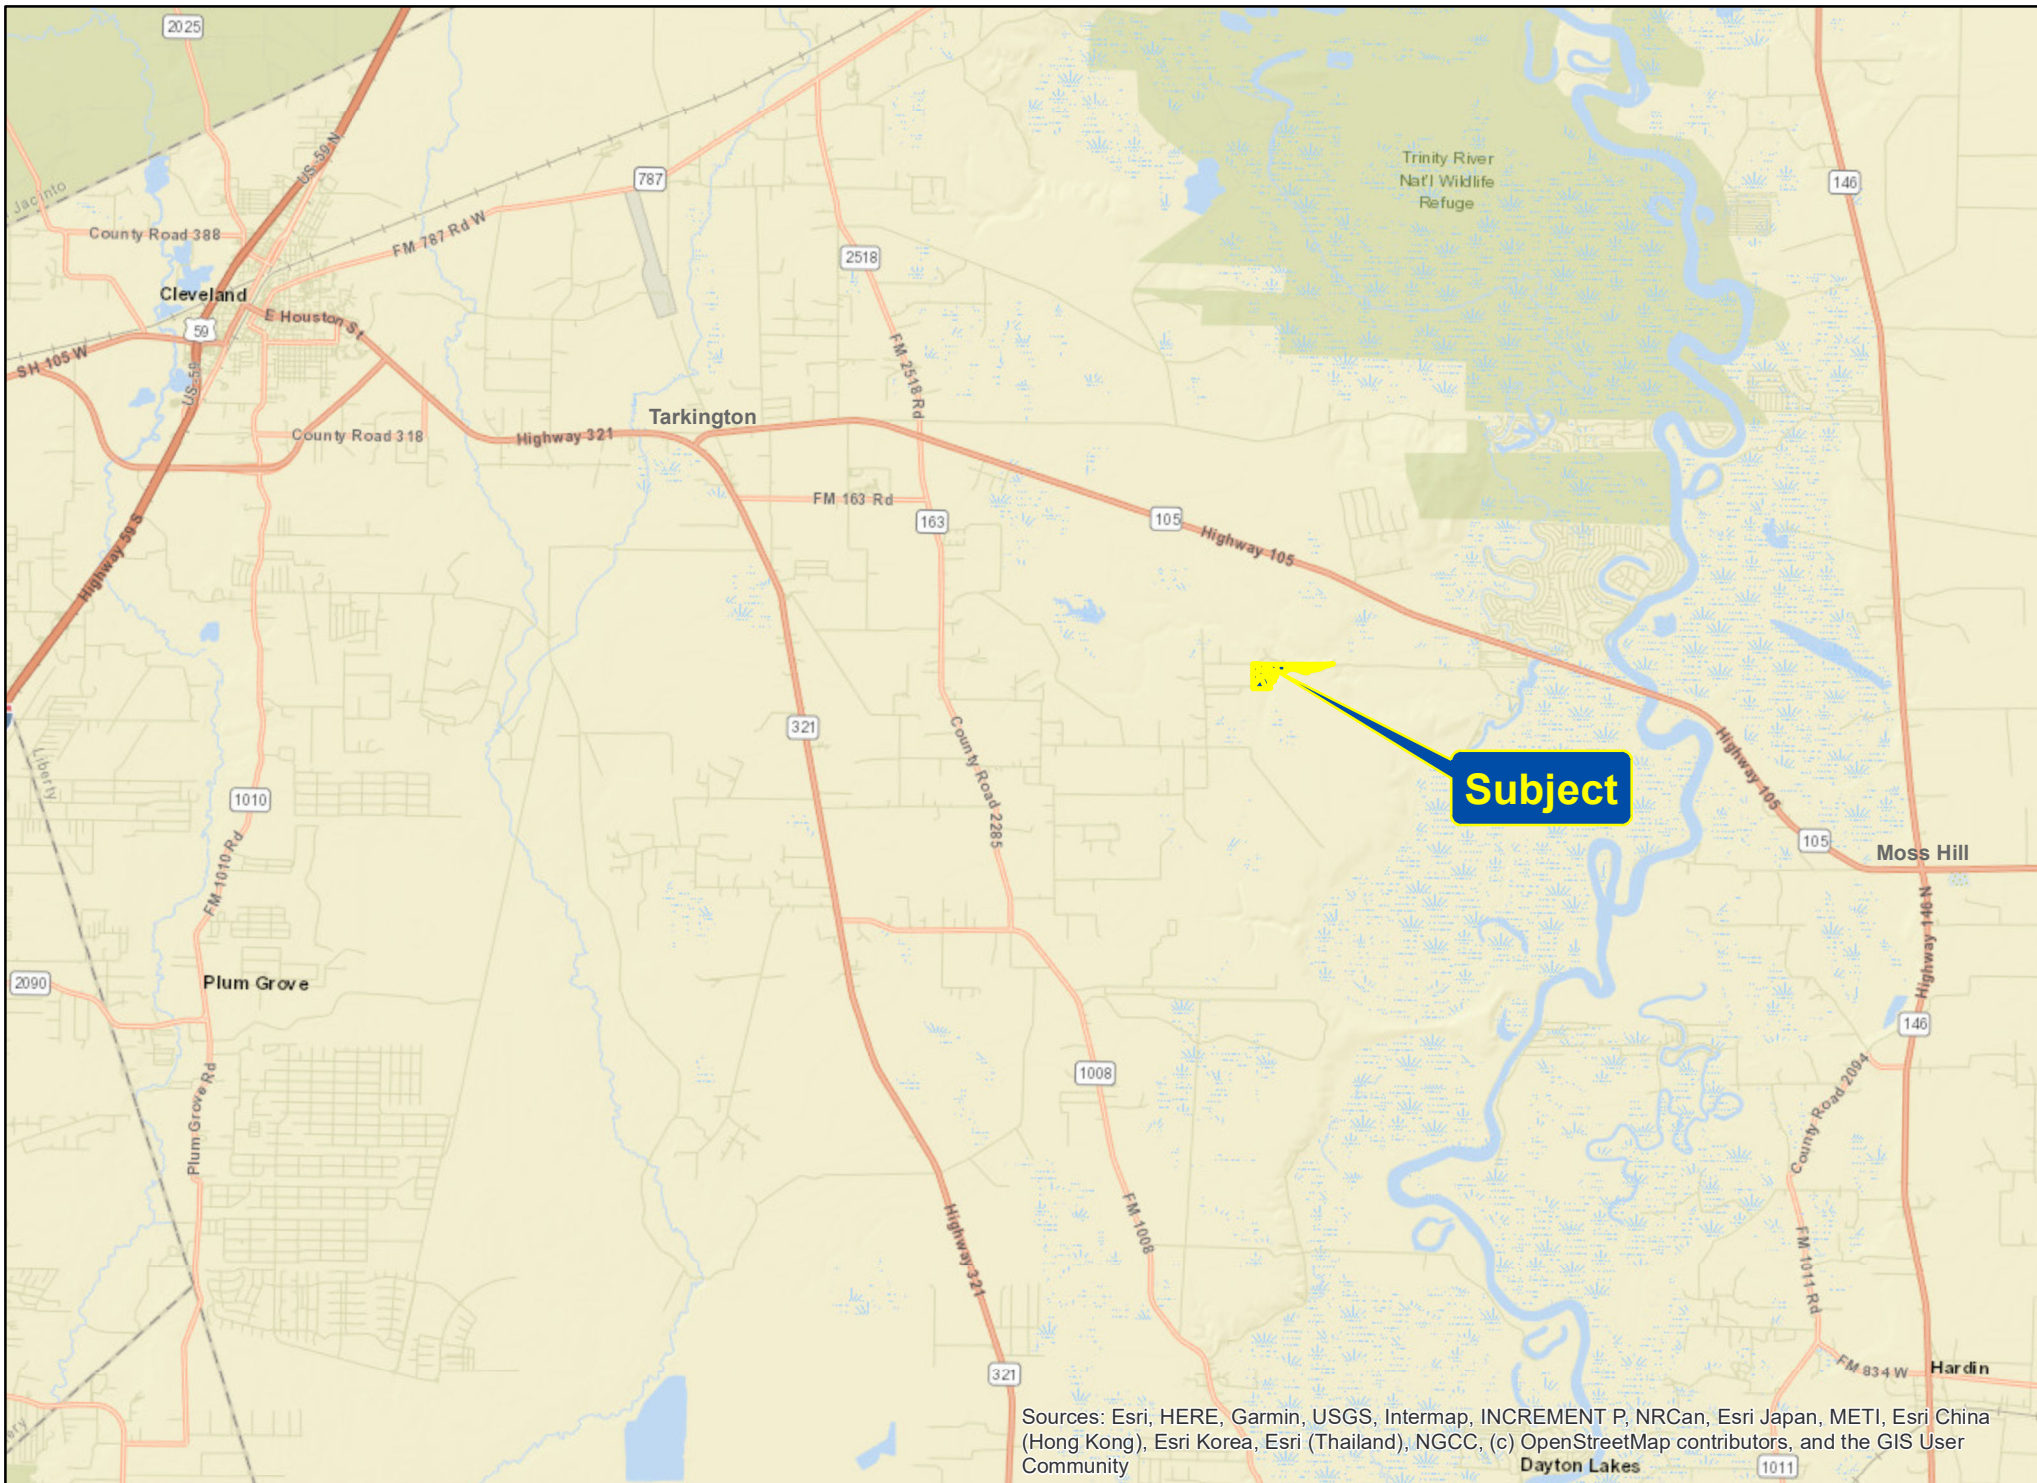 2025
US-59 N
Jacinto
County Road 388
787
FM 787 Rd W
Trinity River
Nat'l Wildlife
Refuge
146
2518
Cleveland
59
E Houston St
SH 105 W
US-59
FM 2518 Rd
Tarkington
County Road 318
Highway 321
FM 163 Rd
163
105
Highway 105
Highway 59 S
321
County Road 2285
Liberty
1010
FM 1010 Rd
Subject
Highway 105
105
Moss Hill
Highway 146 N
2090
Plum Grove
146
1008
County Road 2094
Plum Grove Rd
FM 1008
Highway 321
FM 1011 Rd
321
FM 834 W
Hardin
Sources: Esri, HERE, Garmin, USGS, Intermap, INCREMENT P, NRCan, Esri Japan, METI, Esri China
(Hong Kong), Esri Korea, Esri (Thailand), NGCC, (c) OpenStreetMap contributors, and the GIS User
Community
Dayton Lakes
1011